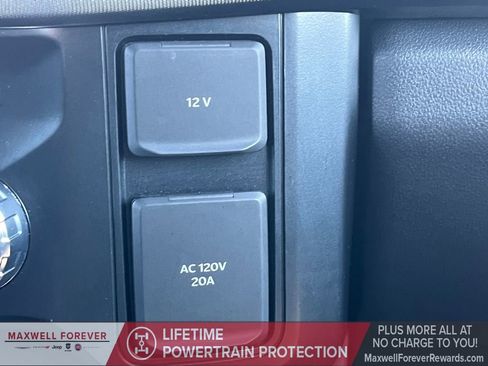 12 V
AC 120V
20A
MAXWELL FOREVER
Jeep
LIFETIME
POWERTRAIN PROTECTION
PLUS MORE ALL AT
NO CHARGE TO YOU!
MaxwellForeverRewards.com